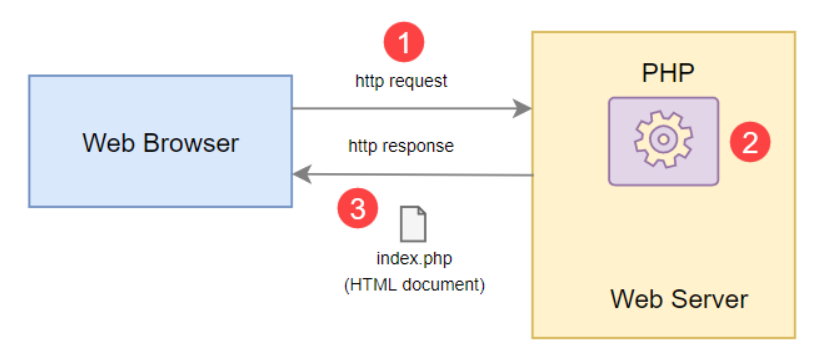 1
http request
PHP
Web Browser
http response
2
3
index.php
(HTML document)
Web Server